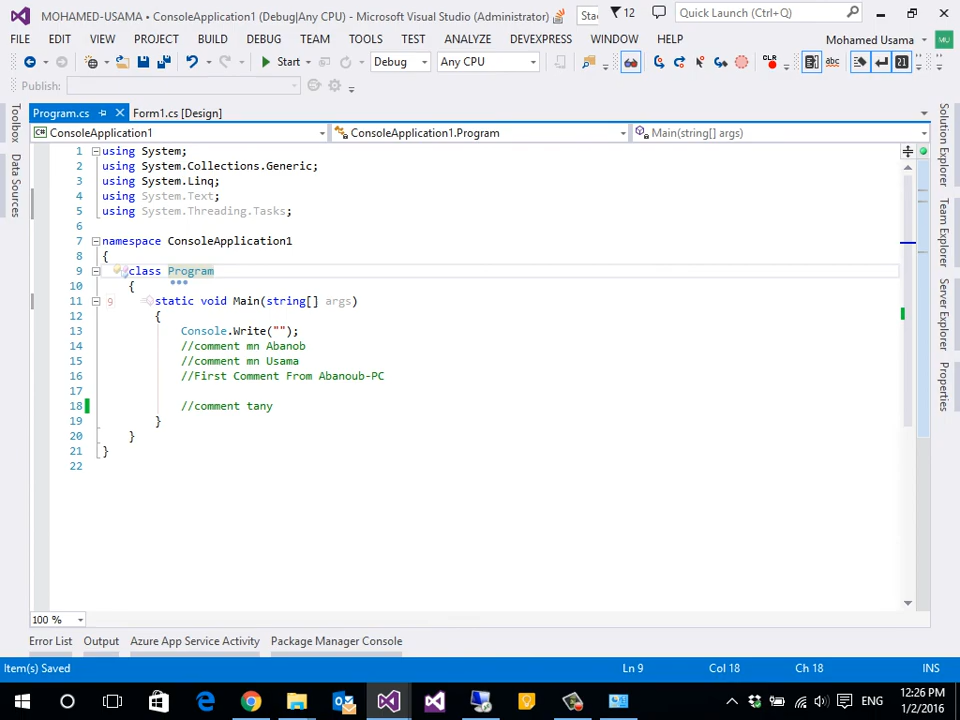 MOHAMED-USAMA - ConsoleApplication1 (Debug|Any CPU) - Microsoft Visual Studio (Administrator)
12
Quick Launch (Ctrl+Q)
FILE EDIT VIEW PROJECT BUILD DEBUG TEAM TOOLS TEST ANALYZE DEVEXPRESS WINDOW HELP
Mohamed Usama MU
Start Debug Any CPU CLR abc 21
Publish:
Program.cs Form1.cs [Design]
ConsoleApplication1 ConsoleApplication1.Program Main(string[] args)
Toolbox
Data Sources
1 using System;
2 using System.Collections.Generic;
3 using System.Linq;
4 using System.Text;
5 using System.Threading.Tasks;
6
7 namespace ConsoleApplication1
8 {
9 class Program
10 {
11 9 static void Main(string[] args)
12 {
13 Console.Write("");
14 //comment mn Abanob
15 //comment mn Usama
16 //First Comment From Abanoub-PC
17
18 //comment tany
19 }
20 }
21 }
22
Solution Explorer
Team Explorer
Server Explorer
Properties
100 %
Error List Output Azure App Service Activity Package Manager Console
Item(s) Saved Ln 9 Col 18 Ch 18 INS
ENG
12:26 PM
1/2/2016